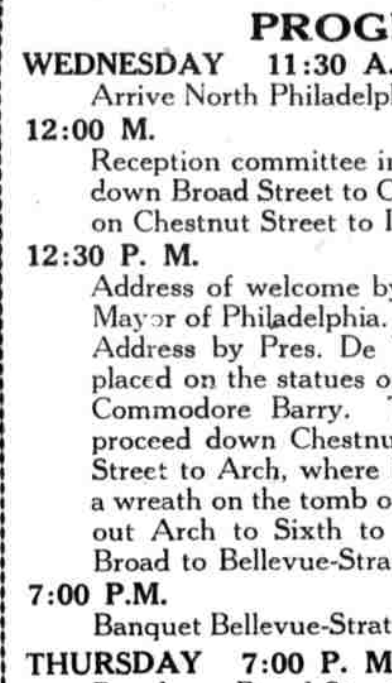 PROG
WEDNESDAY 11:30 A.
Arrive North Philadelp
12:00 M.
Reception committee i
down Broad Street to C
on Chestnut Street to I
12:30 P. M.
Address of welcome by
Mayor of Philadelphia.
Address by Pres. De
placed on the statues o
Commodore Barry.
proceed down Chestnu
Street to Arch, where
a wreath on the tomb o
out Arch to Sixth to
Broad to Bellevue-Stra
7:00 P.M.
Banquet Bellevue-Strat
THURSDAY 7:00 P. M